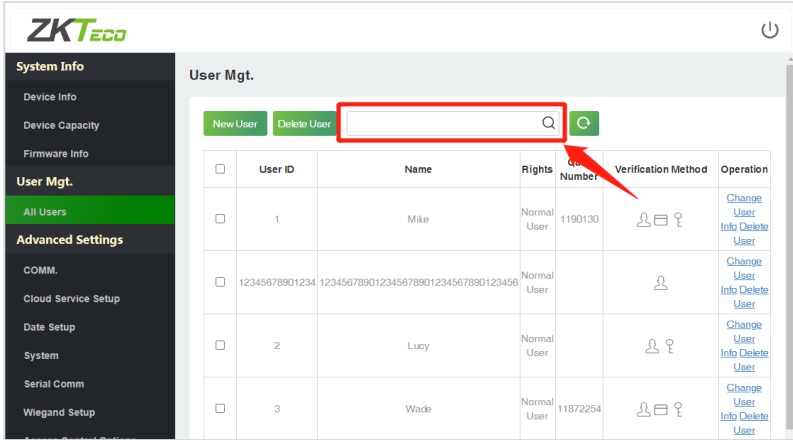 ZKTeco
System Info
Device Info
Device Capacity
Firmware Info
User Mgt.
All Users
Advanced Settings
COMM.
Cloud Service Setup
Date Setup
System
Serial Comm
Wiegand Setup
Access Control Options
User Mgt.
New User Delete User
User ID Name Rights Number Verification Method Operation
1 Mike Normal User 1190130 Change User Info Delete User
12345678901234 123456789012345678901234567890123456 Normal User Change User Info Delete User
2 Lucy Normal User Change User Info Delete User
3 Wade Normal User 11872254 Change User Info Delete User